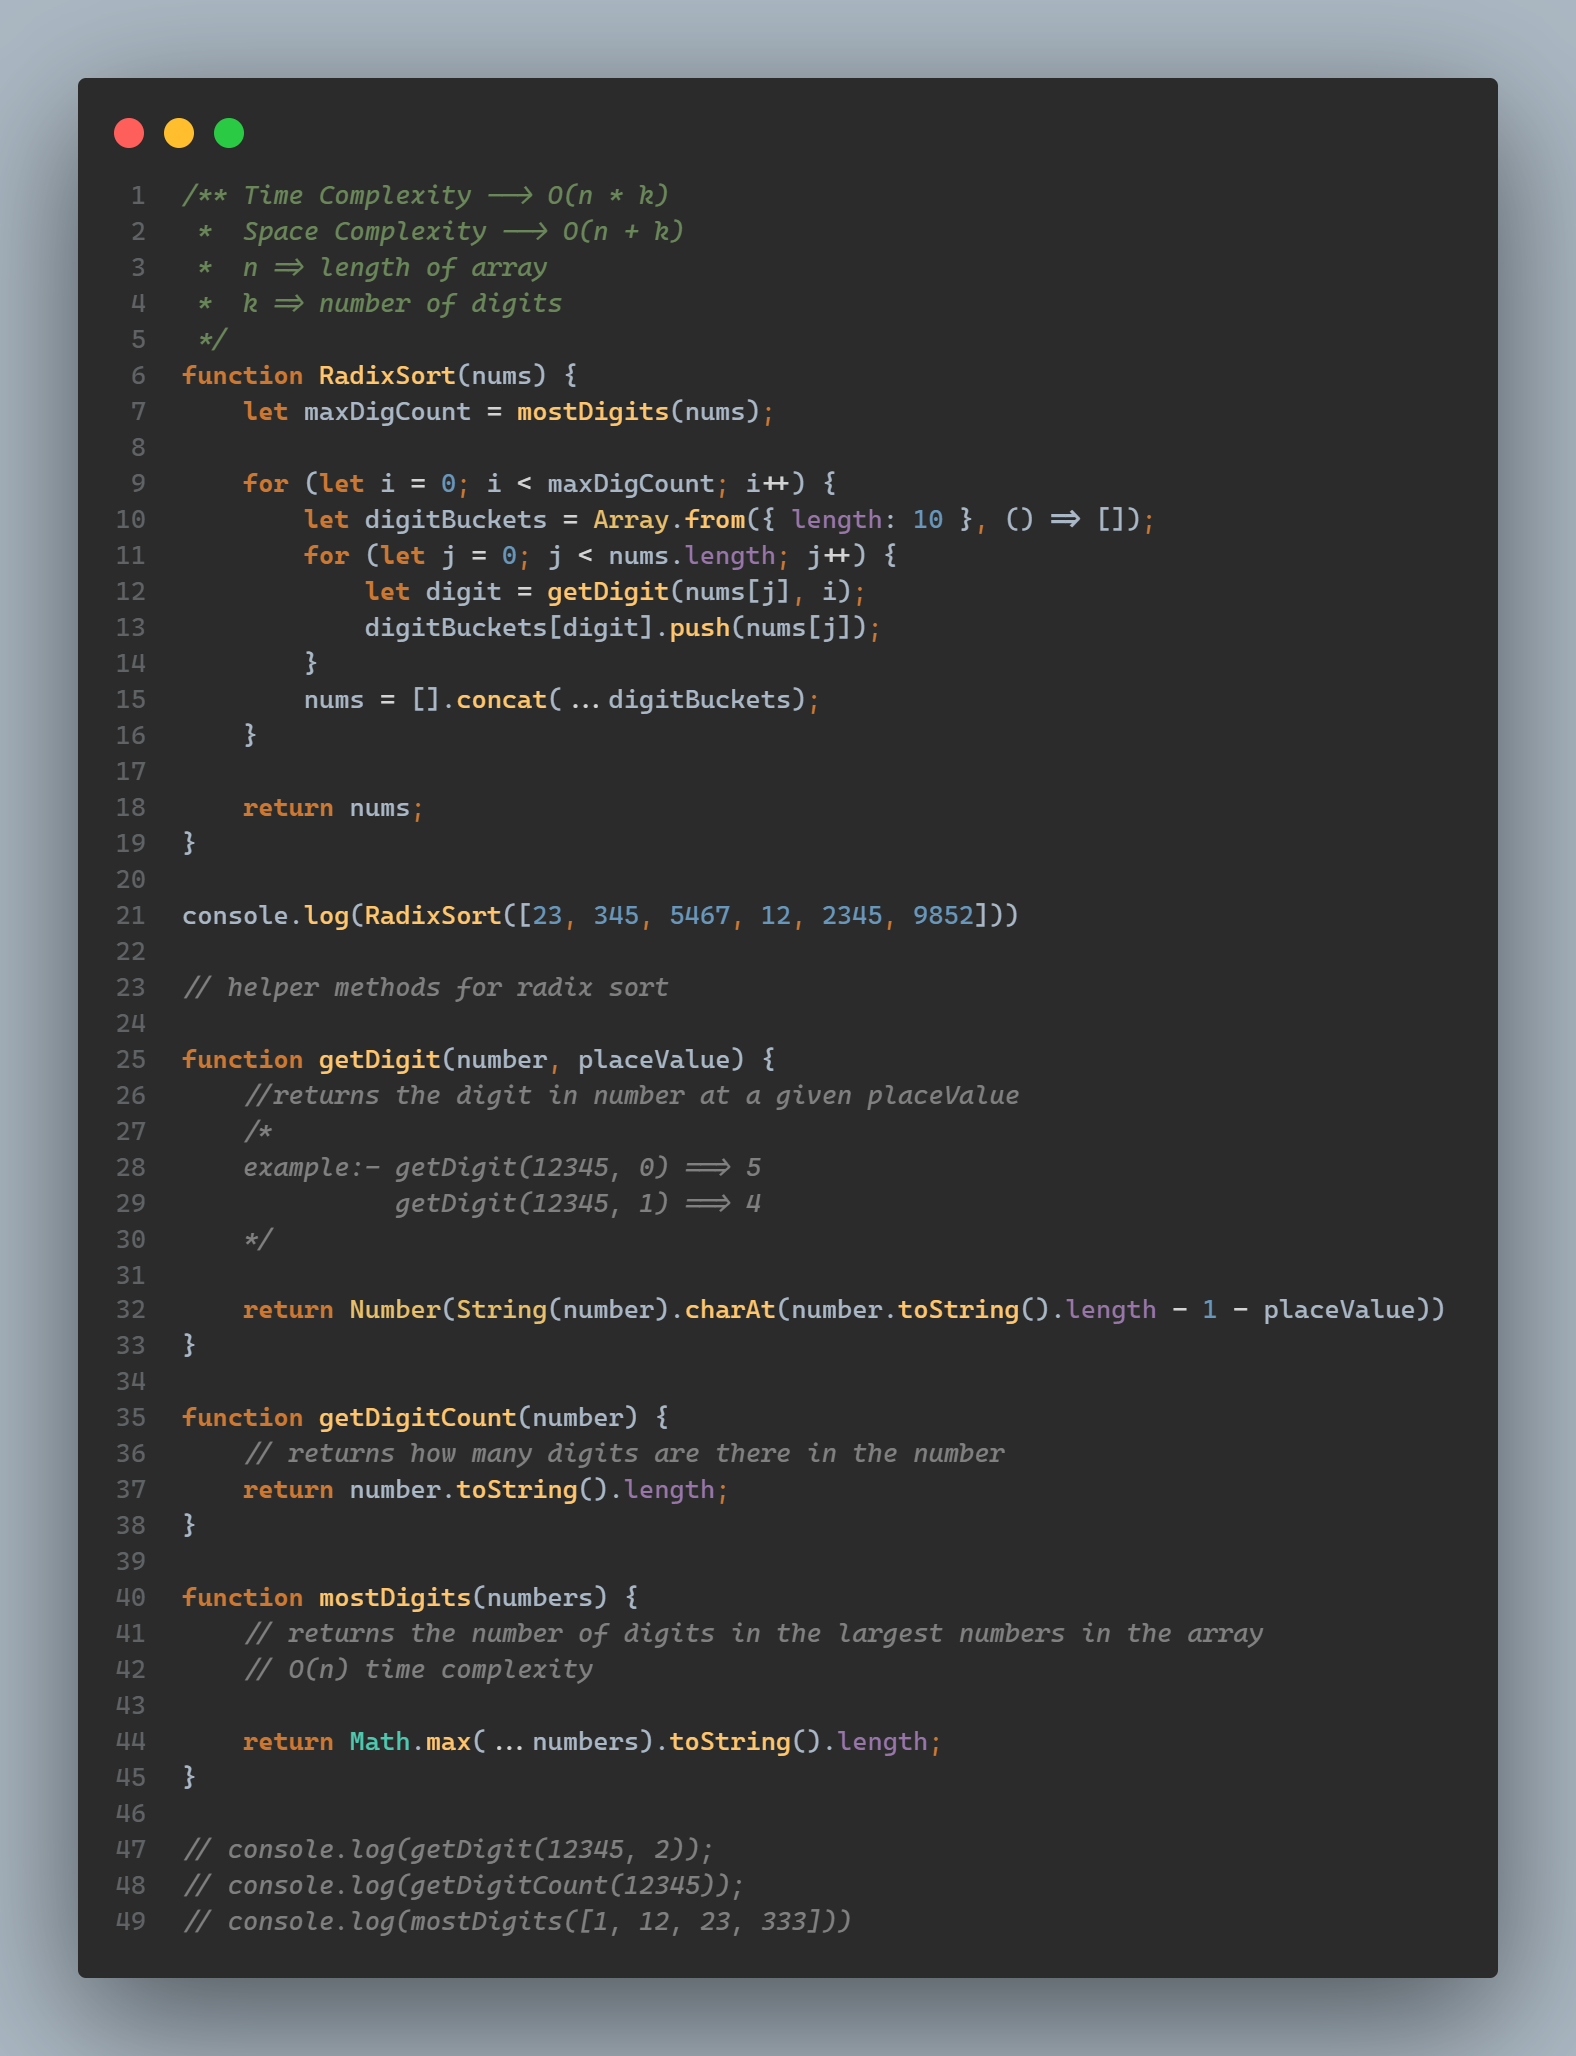 1 /** Time Complexity --> O(n * k)
2  *  Space Complexity --> O(n + k)
3  *  n => length of array
4  *  k => number of digits
5  */
6 function RadixSort(nums) {
7     let maxDigCount = mostDigits(nums);
8
9     for (let i = 0; i < maxDigCount; i++) {
10         let digitBuckets = Array.from({ length: 10 }, () => []);
11         for (let j = 0; j < nums.length; j++) {
12             let digit = getDigit(nums[j], i);
13             digitBuckets[digit].push(nums[j]);
14         }
15         nums = [].concat(...digitBuckets);
16     }
17
18     return nums;
19 }
20
21 console.log(RadixSort([23, 345, 5467, 12, 2345, 9852]))
22
23 // helper methods for radix sort
24
25 function getDigit(number, placeValue) {
26     //returns the digit in number at a given placeValue
27     /*
28     example:- getDigit(12345, 0) ==> 5
29               getDigit(12345, 1) ==> 4
30     */
31
32     return Number(String(number).charAt(number.toString().length - 1 - placeValue))
33 }
34
35 function getDigitCount(number) {
36     // returns how many digits are there in the number
37     return number.toString().length;
38 }
39
40 function mostDigits(numbers) {
41     // returns the number of digits in the largest numbers in the array
42     // O(n) time complexity
43
44     return Math.max(...numbers).toString().length;
45 }
46
47 // console.log(getDigit(12345, 2));
48 // console.log(getDigitCount(12345));
49 // console.log(mostDigits([1, 12, 23, 333]))